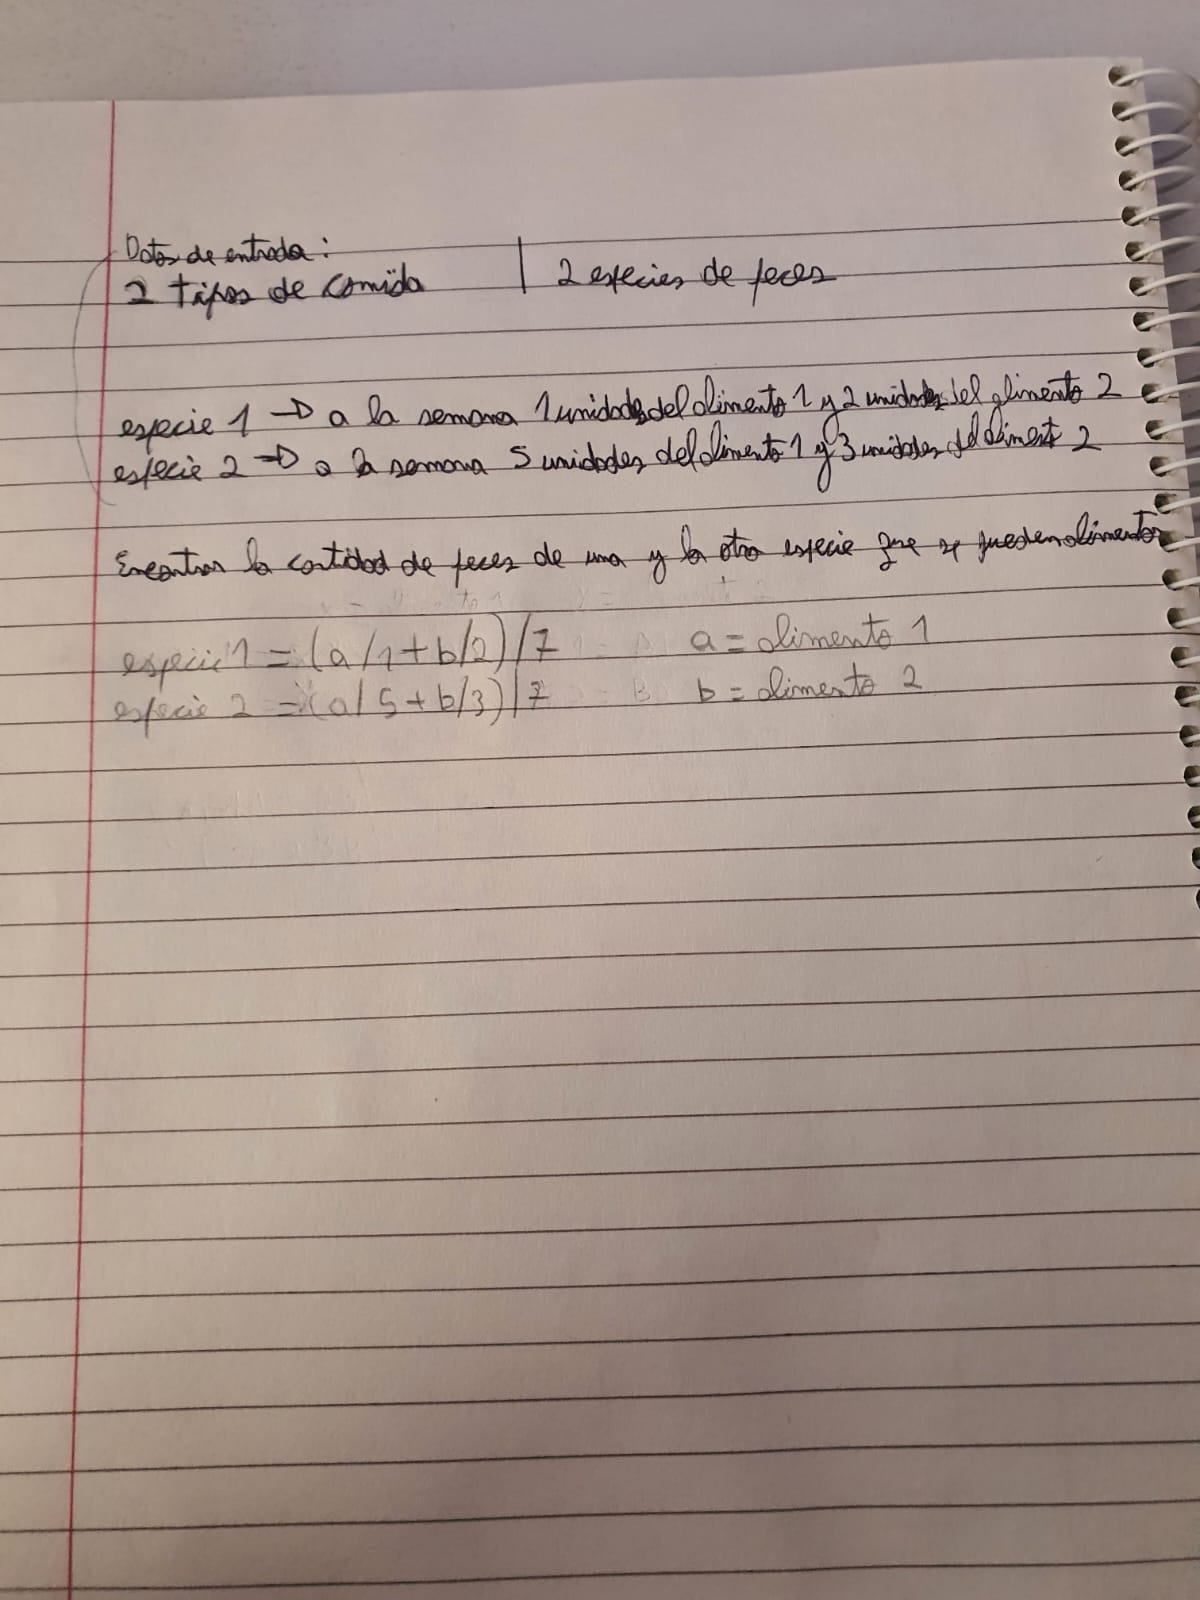 Datos de entrada:
2 tipos de comida | 2 especies de peces
especie 1 → a la semana 1 unidades del alimento 1 y 2 unidades del alimento 2
especie 2 → a la semana 5 unidades del alimento 1 y 3 unidades del aliment 2
Encontrar la cantidad de peces de una y la otra especie que se pueden alimentar
especie 1 = (a/1+b/2)/7 a = alimento 1
especie 2 = (a/5+b/3)/7 b = alimento 2